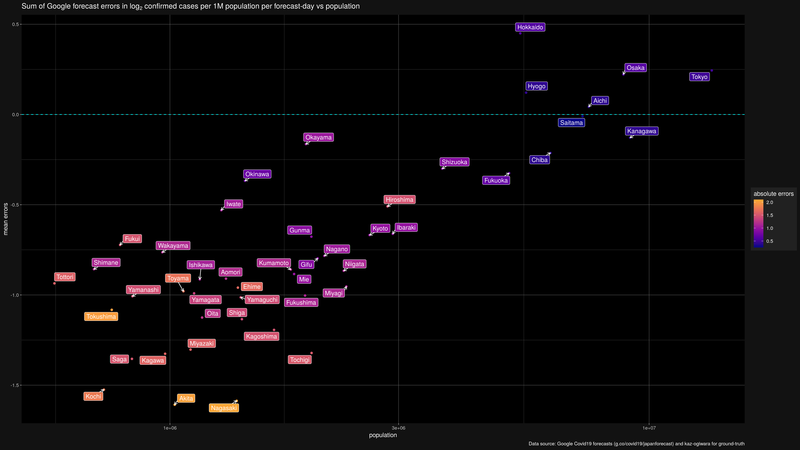 Sum of Google forecast errors in log2 confirmed cases per 1M population per forecast-day vs population
0.5
Hokkaido
Osaka
Tokyo
Hyogo
Aichi
0.0
Saitama
Kanagawa
Okayama
Shizuoka
Chiba
Okinawa
Fukuoka
absolute errors
2.0
1.5
1.0
0.5
mean errors
-0.5
Iwate
Hiroshima
Gunma
Kyoto
Ibaraki
Fukui
Wakayama
Nagano
Shimane
Ishikawa
Kumamoto
Gifu
Niigata
Aomori
Tottori
Toyama
Mie
Ehime
Yamanashi
Miyagi
-1.0
Yamagata
Yamaguchi
Fukushima
Tokushima
Oita
Shiga
Kagoshima
Miyazaki
Saga
Kagawa
Tochigi
-1.5
Kochi
Akita
Nagasaki
1e+06
3e+06
1e+07
population
Data source: Google Covid19 forecasts (g.co/covid19/japanforecast) and kaz-ogiwara for ground-truth